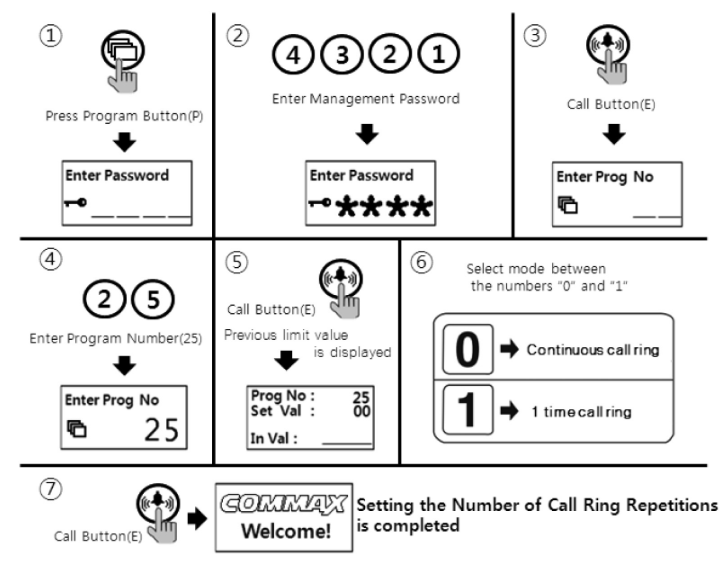 ①
Press Program Button(P)
Enter Password
②
4 3 2 1
Enter Management Password
Enter Password
③
Call Button(E)
Enter Prog No
④
2 5
Enter Program Number(25)
Enter Prog No
25
⑤
Call Button(E)
Previous limit value
is displayed
Prog No : 25
Set Val : 00
In Val :
⑥
Select mode between
the numbers "0" and "1"
0 Continuous call ring
1 1 time call ring
⑦
Call Button(E)
COMMAX
Welcome!
Setting the Number of Call Ring Repetitions
is completed